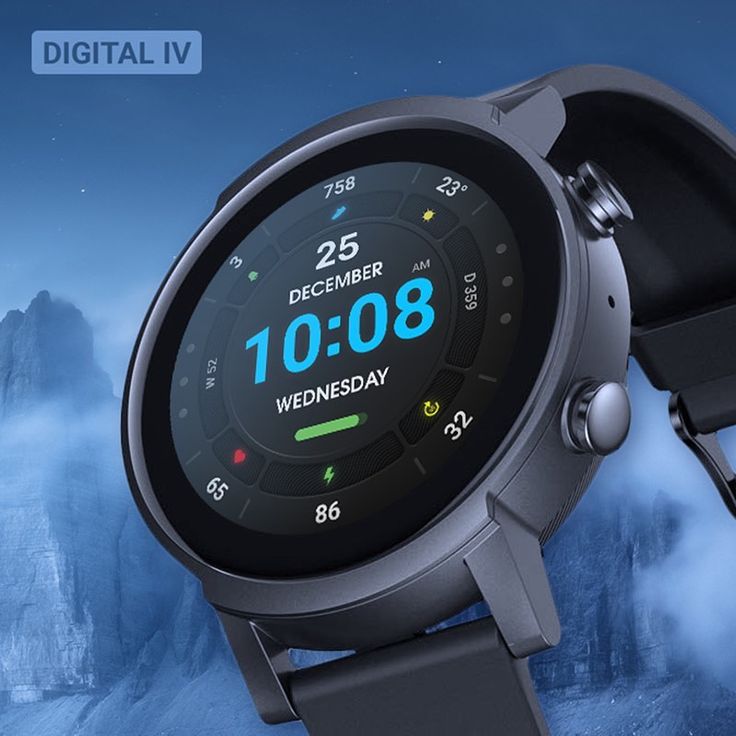 DIGITAL IV
758
23°
3
25
DECEMBER
AM
10:08
D 359
W 52
WEDNESDAY
32
65
86